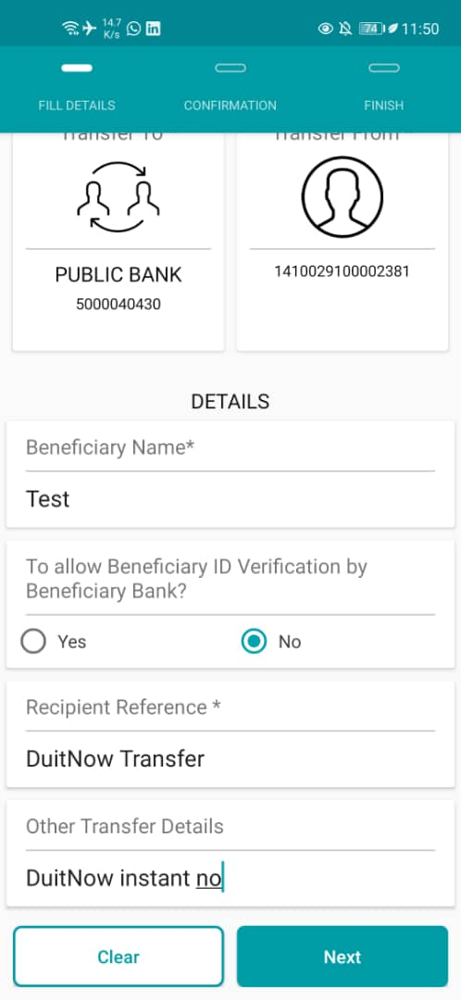 14.7
K/s
74
11:50
FILL DETAILS
CONFIRMATION
FINISH
Transfer To
Transfer From *
PUBLIC BANK
5000040430
1410029100002381
DETAILS
Beneficiary Name*
Test
To allow Beneficiary ID Verification by
Beneficiary Bank?
Yes
No
Recipient Reference *
DuitNow Transfer
Other Transfer Details
DuitNow instant no
Clear
Next